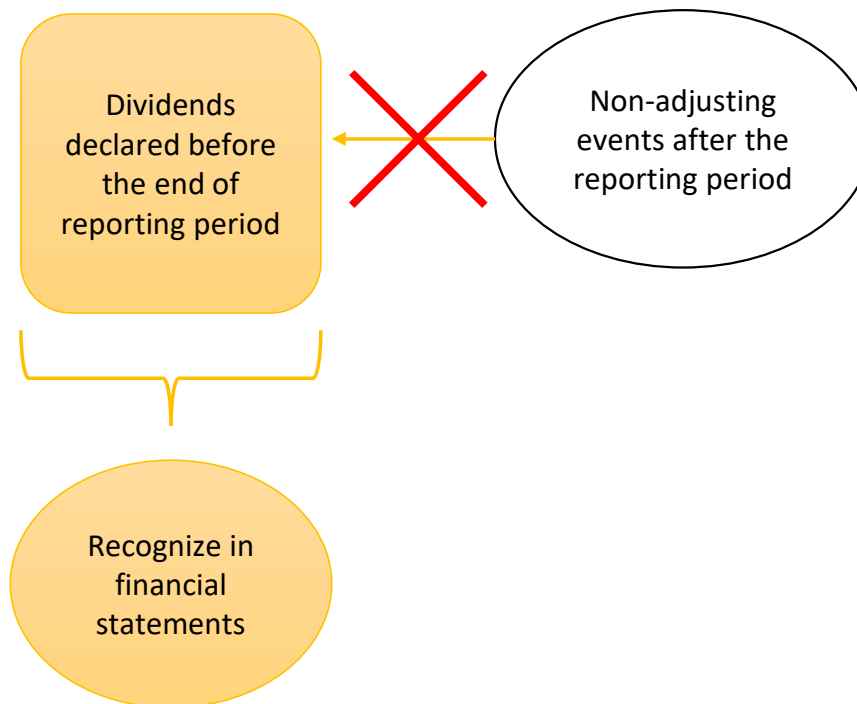 Dividends
declared before
the end of
reporting period
Non-adjusting
events after the
reporting period
Recognize in
financial
statements